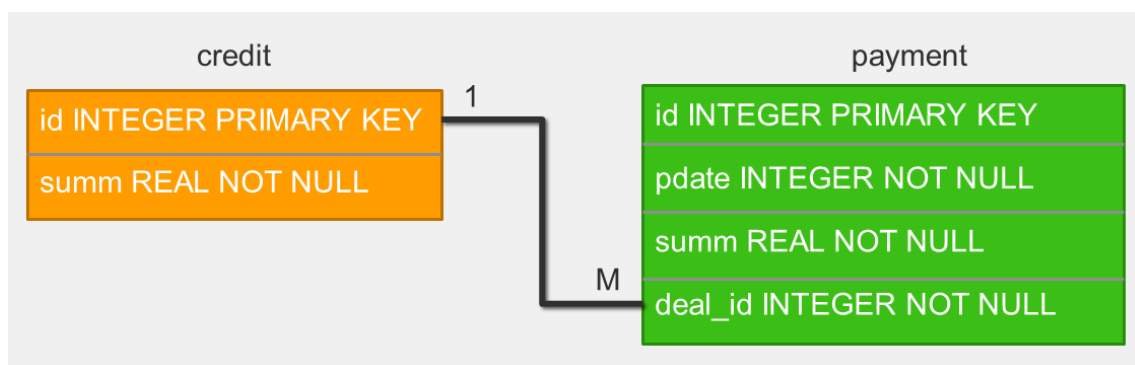 credit
id INTEGER PRIMARY KEY
summ REAL NOT NULL
1
M
payment
id INTEGER PRIMARY KEY
pdate INTEGER NOT NULL
summ REAL NOT NULL
deal_id INTEGER NOT NULL